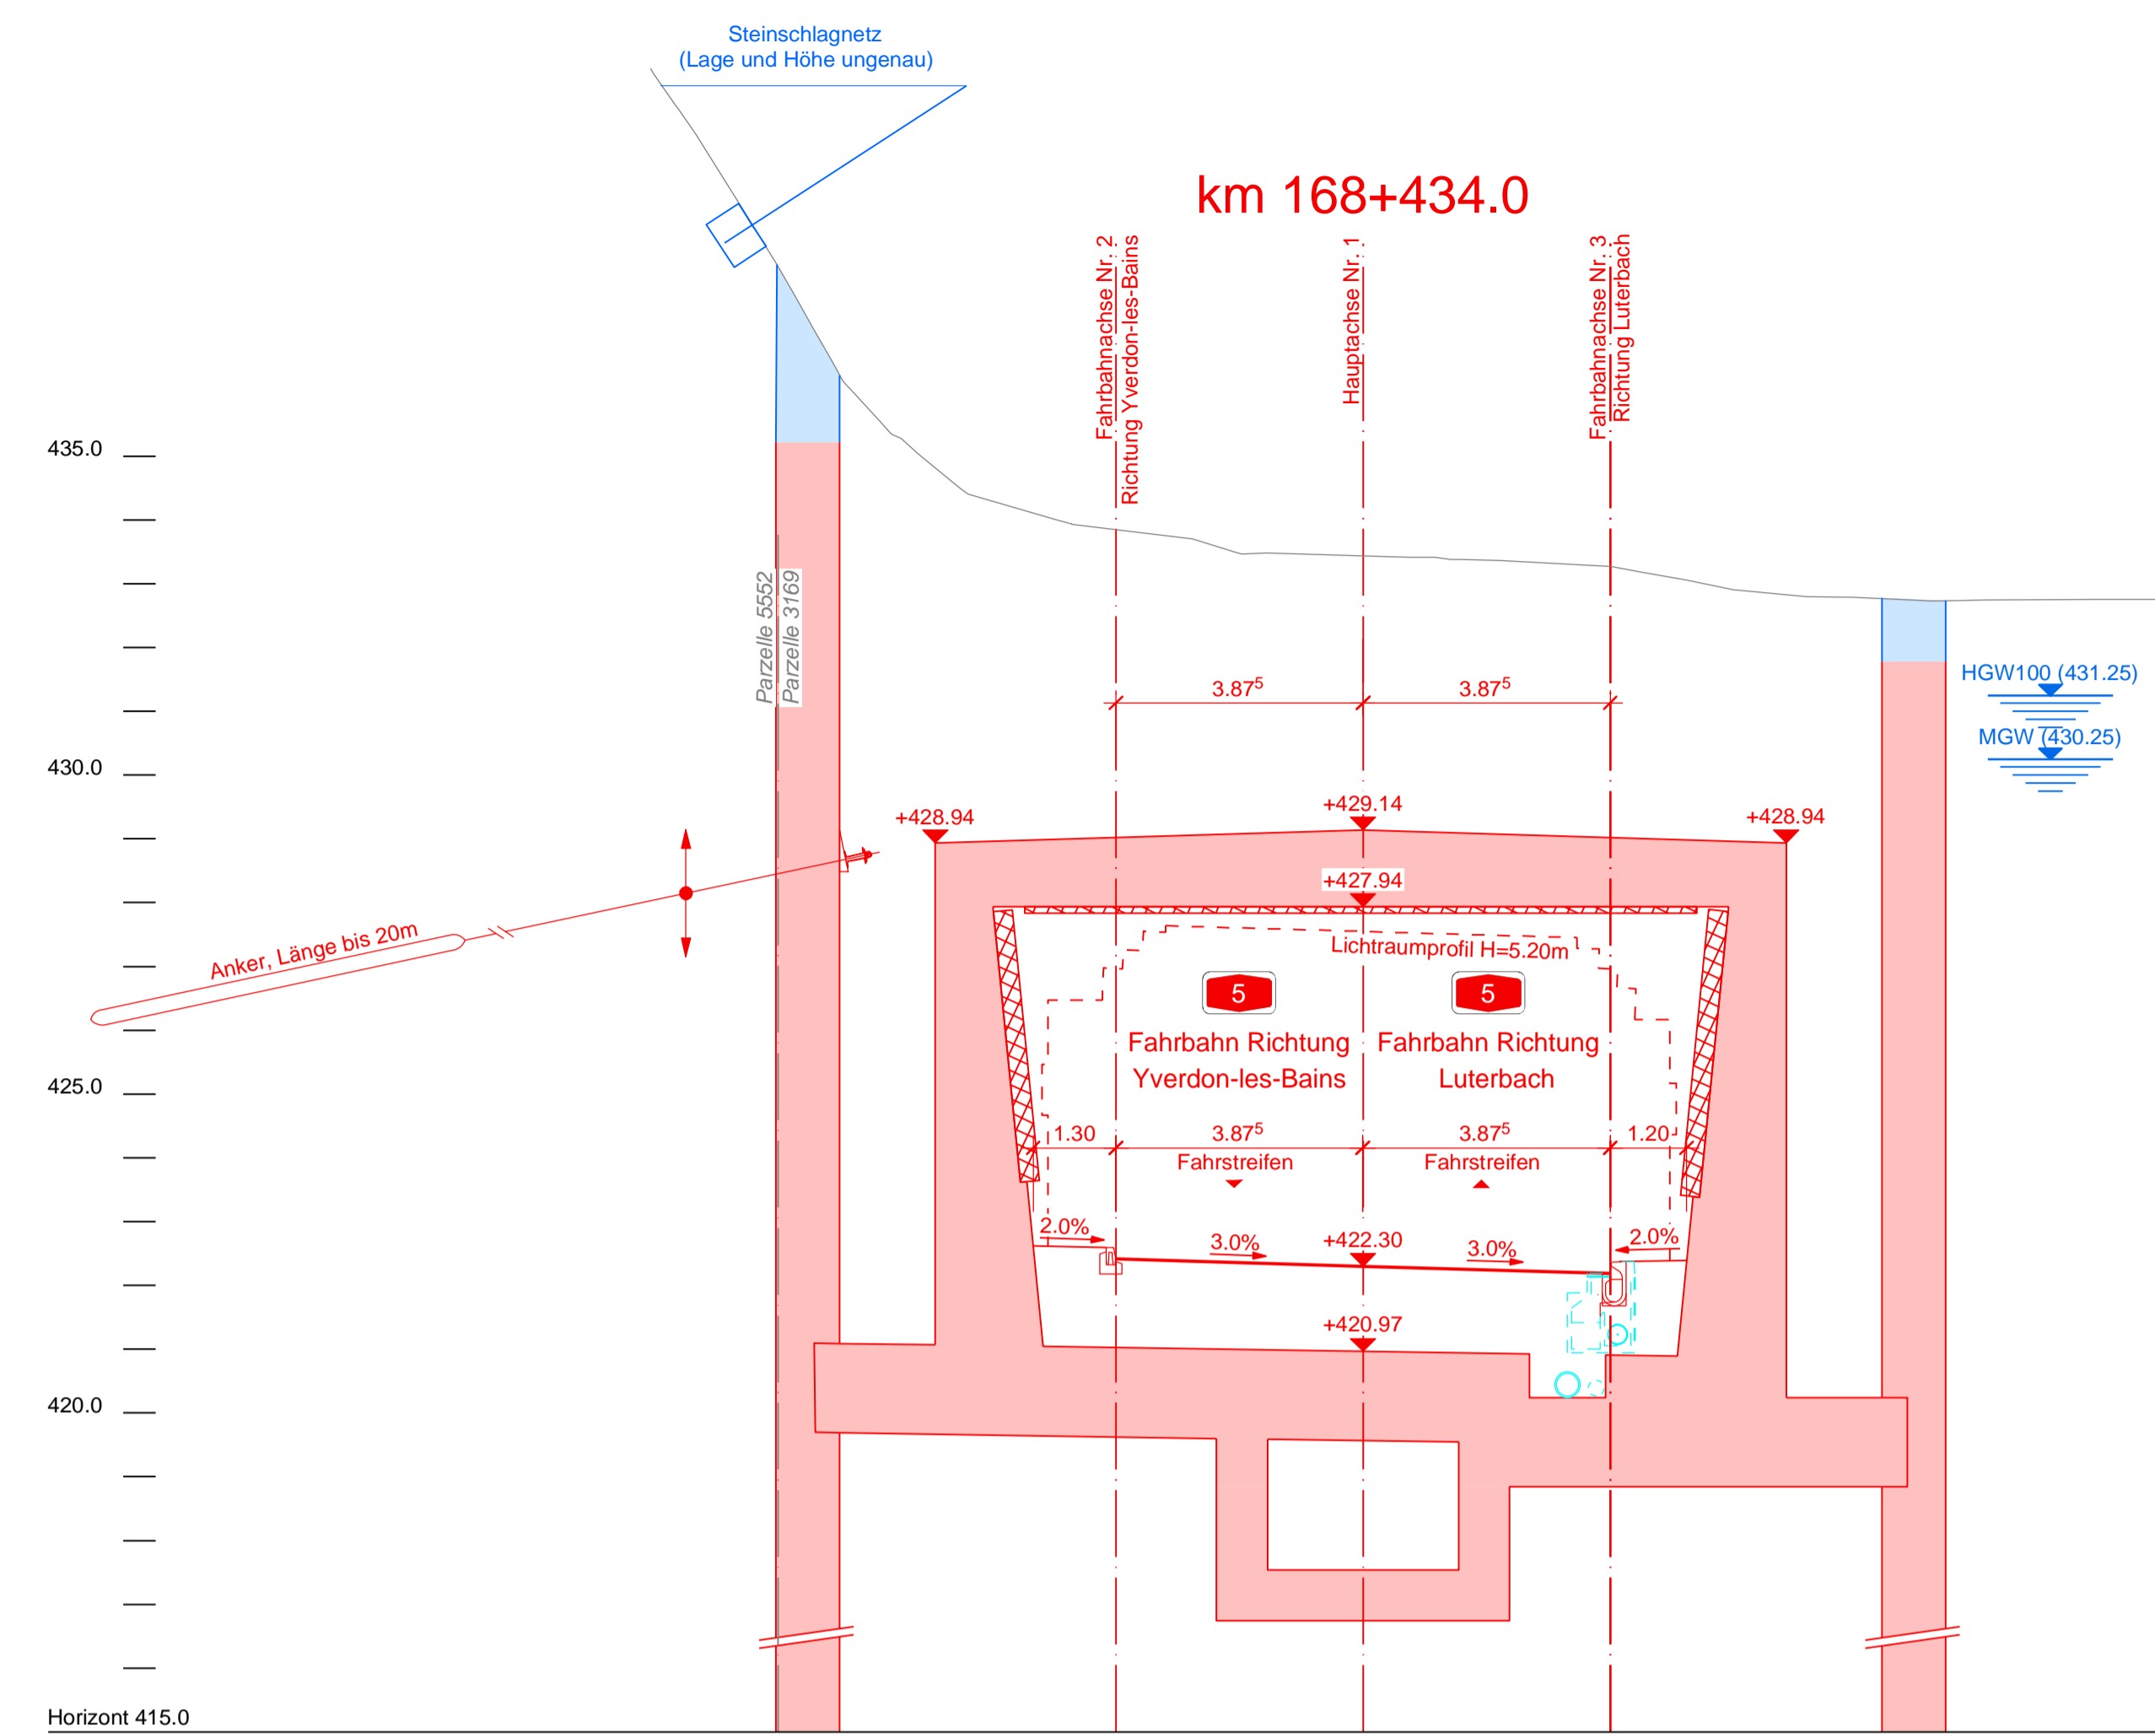 Steinschlagnetz
(Lage und Höhe ungenau)
km 168+434.0
Fahrbahnachse Nr. 2
Richtung Yverdon-les-Bains
Hauptachse Nr. 1
Fahrbahnachse Nr. 3
Richtung Luterbach
435.0
Parzelle 5552
Parzelle 3169
HGW100 (431.25)
3.87⁵
3.87⁵
MGW (430.25)
430.0
+428.94
+429.14
+428.94
+427.94
Anker, Länge bis 20m
Lichtraumprofil H=5.20m
5
5
Fahrbahn Richtung
Yverdon-les-Bains
Fahrbahn Richtung
Luterbach
425.0
1.30
3.87⁵
3.87⁵
1.20
Fahrstreifen
Fahrstreifen
2.0%
3.0%
+422.30
3.0%
2.0%
+420.97
420.0
Horizont 415.0